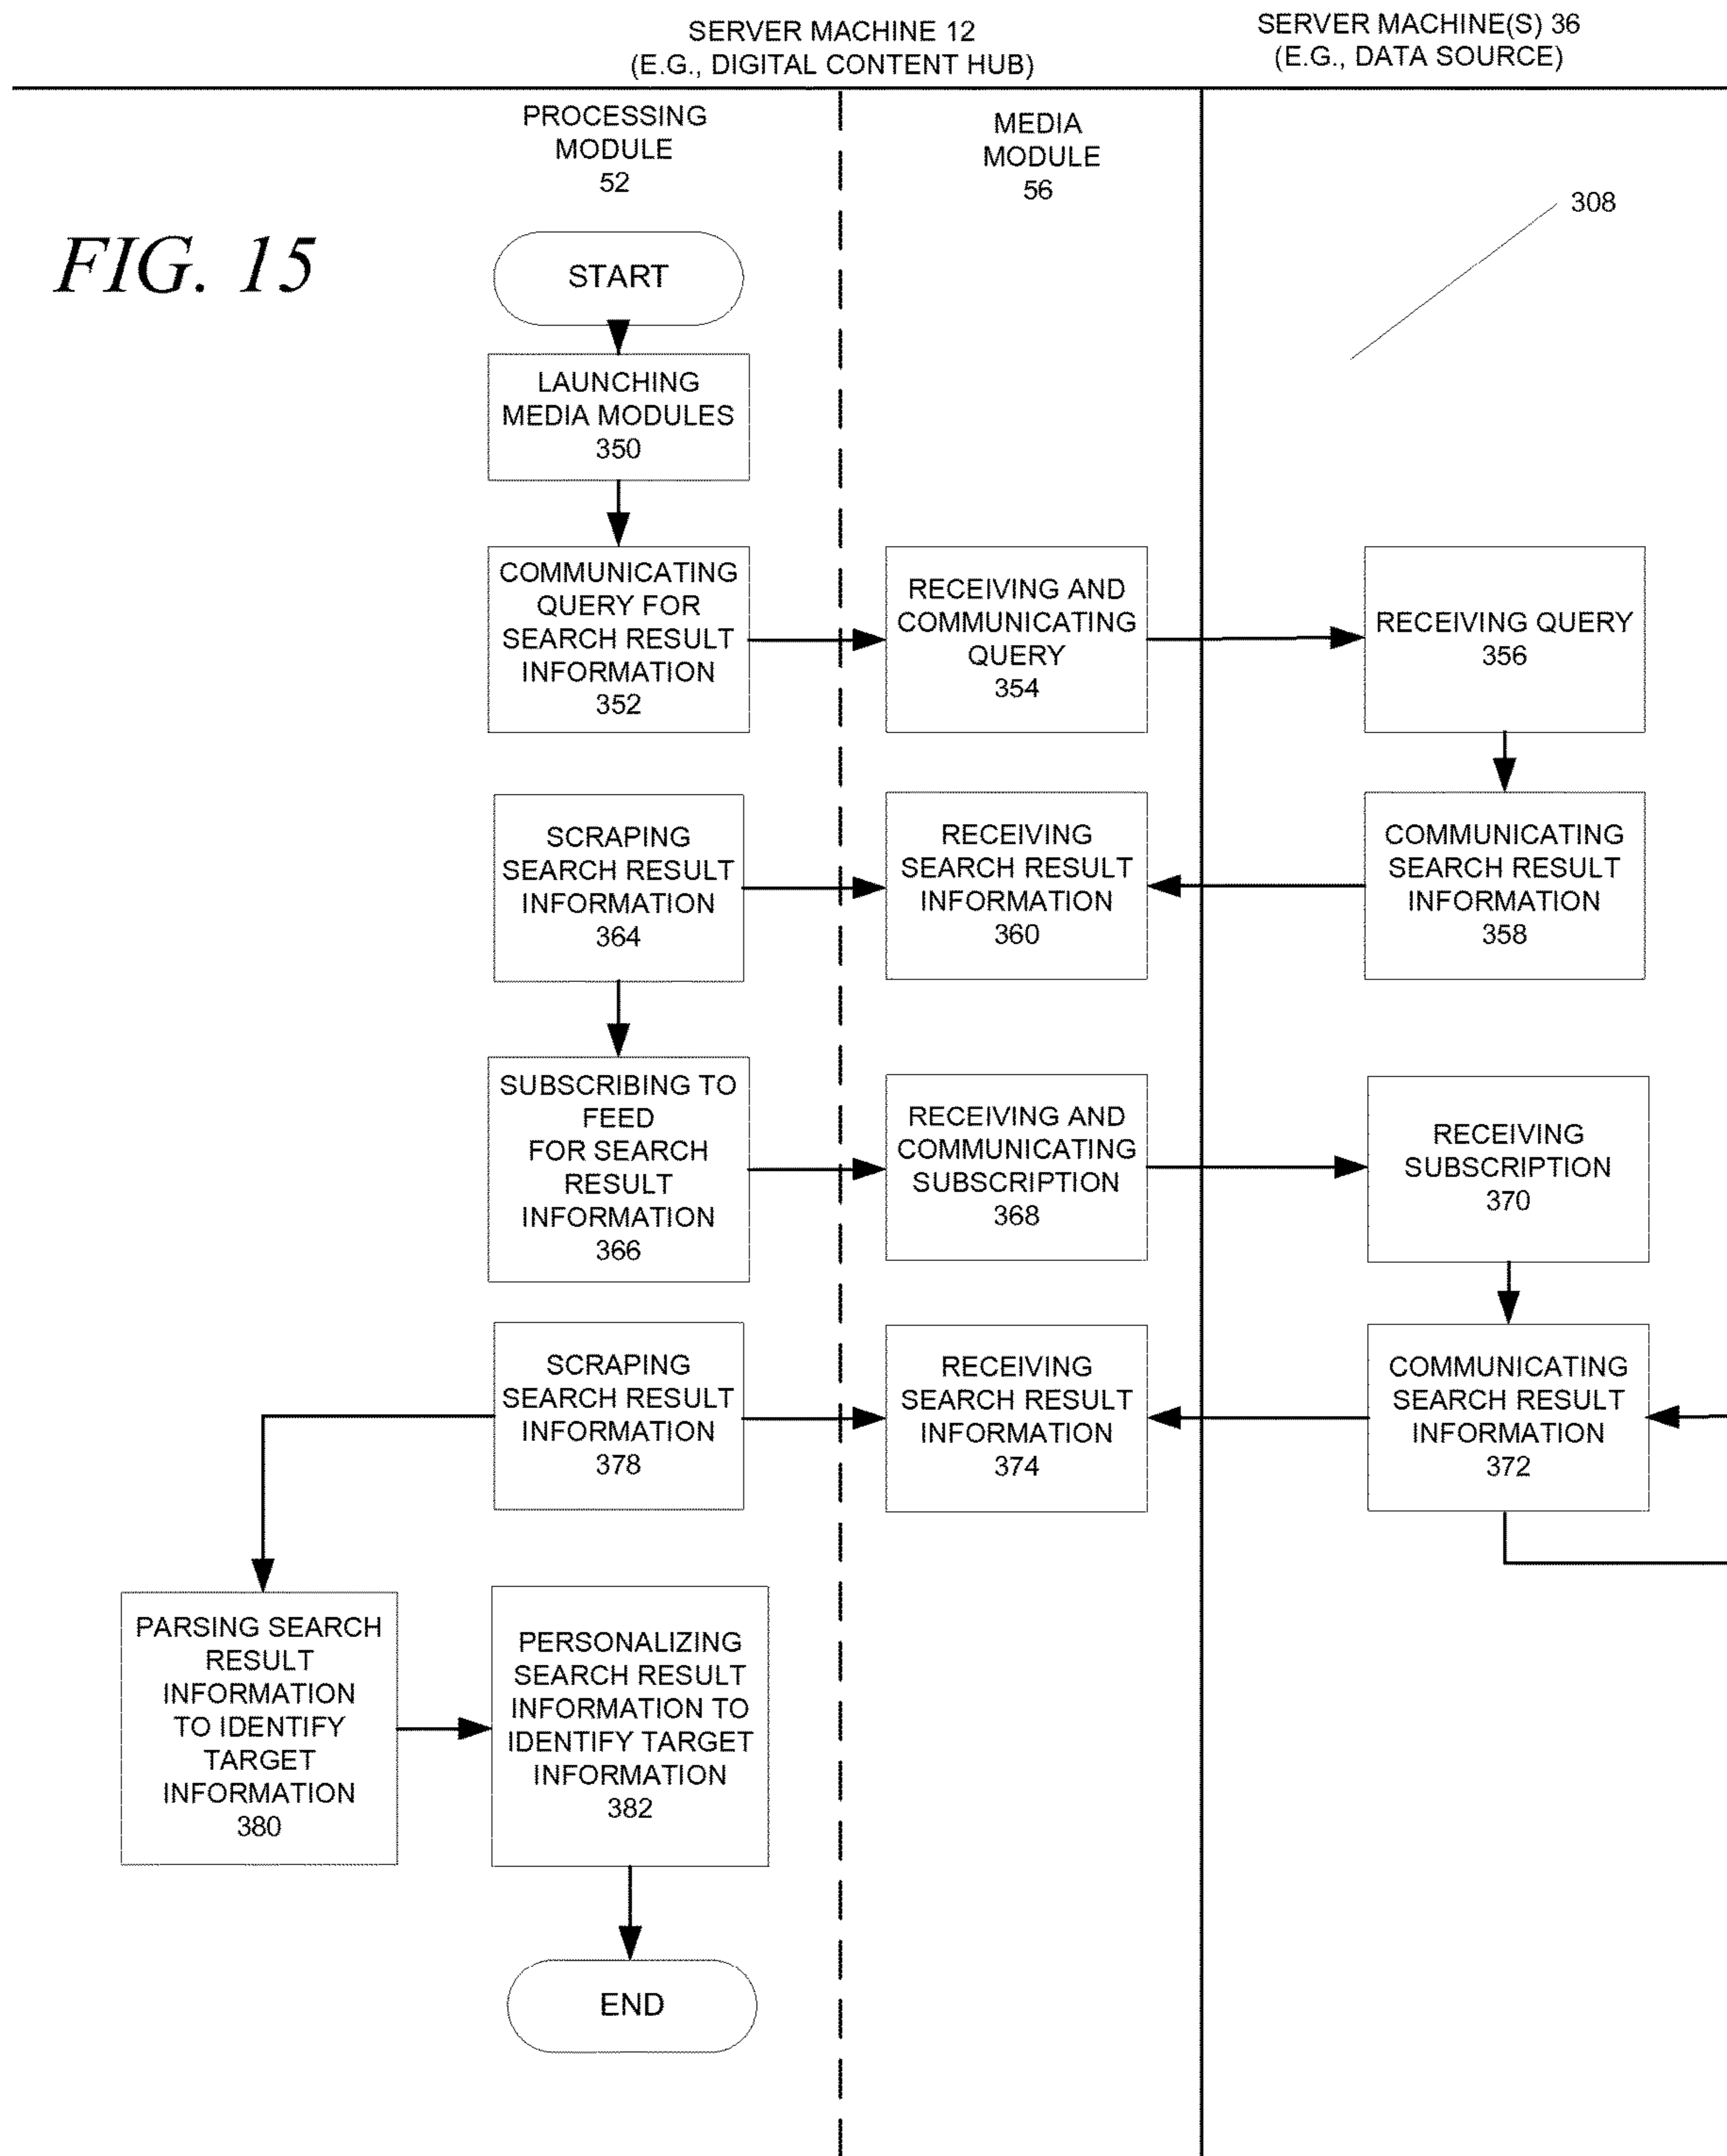 SERVER MACHINE 12
(E.G., DIGITAL CONTENT HUB)
SERVER MACHINE(S) 36
(E.G., DATA SOURCE)
PROCESSING
MODULE
52
MEDIA
MODULE
56
308
FIG. 15
START
LAUNCHING
MEDIA MODULES
350
COMMUNICATING
QUERY FOR
SEARCH RESULT
INFORMATION
352
RECEIVING AND
COMMUNICATING
QUERY
354
RECEIVING QUERY
356
SCRAPING
SEARCH RESULT
INFORMATION
364
RECEIVING
SEARCH RESULT
INFORMATION
360
COMMUNICATING
SEARCH RESULT
INFORMATION
358
SUBSCRIBING TO
FEED
FOR SEARCH
RESULT
INFORMATION
366
RECEIVING AND
COMMUNICATING
SUBSCRIPTION
368
RECEIVING
SUBSCRIPTION
370
SCRAPING
SEARCH RESULT
INFORMATION
378
RECEIVING
SEARCH RESULT
INFORMATION
374
COMMUNICATING
SEARCH RESULT
INFORMATION
372
PARSING SEARCH
RESULT
INFORMATION
TO IDENTIFY
TARGET
INFORMATION
380
PERSONALIZING
SEARCH RESULT
INFORMATION TO
IDENTIFY TARGET
INFORMATION
382
END